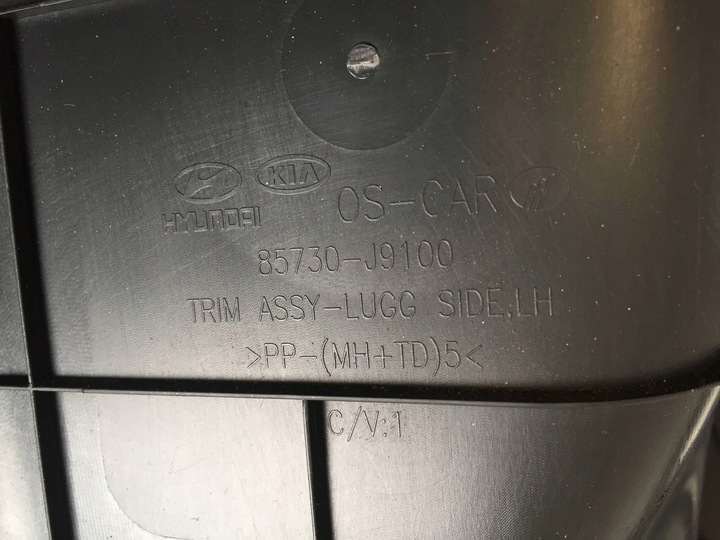 HYUNDAI KIA OS-CAR
85730-J9100
TRIM ASSY-LUGG SIDE,LH
>PP-(MH+TD)5<
C/V:1